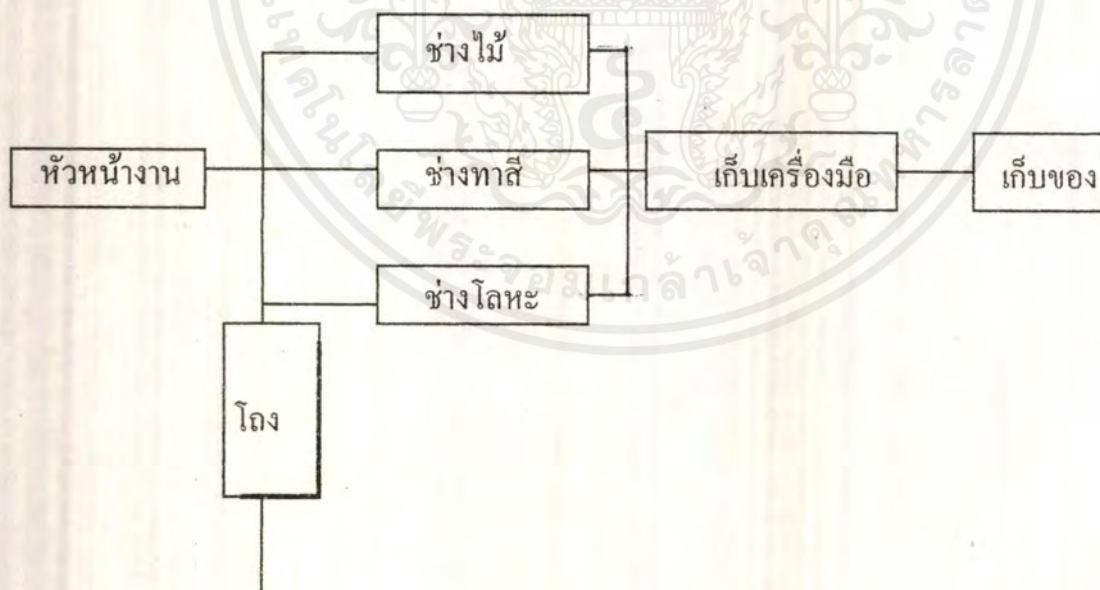 ช่างไม้
หัวหน้างาน
ช่างทาสี
เก็บเครื่องมือ
เก็บของ
ช่างโลหะ
โถง